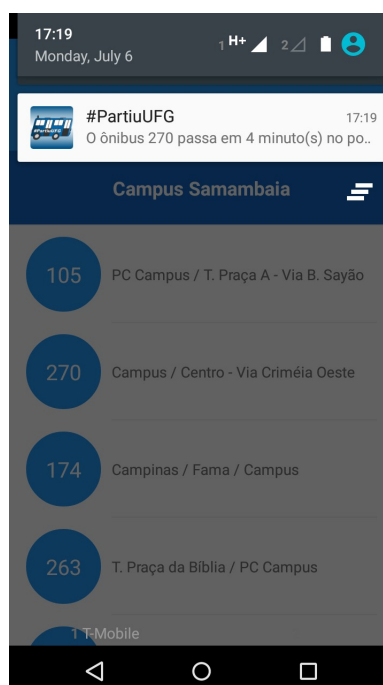 17:19
Monday, July 6
1 H+ 2
#PartiuUFG 17:19
#PartiuUFG
O ônibus 270 passa em 4 minuto(s) no po..
Campus Samambaia
105 PC Campus / T. Praça A - Via B. Sayão
270 Campus / Centro - Via Criméia Oeste
174 Campinas / Fama / Campus
263 T. Praça da Bíblia / PC Campus
1 T-Mobile